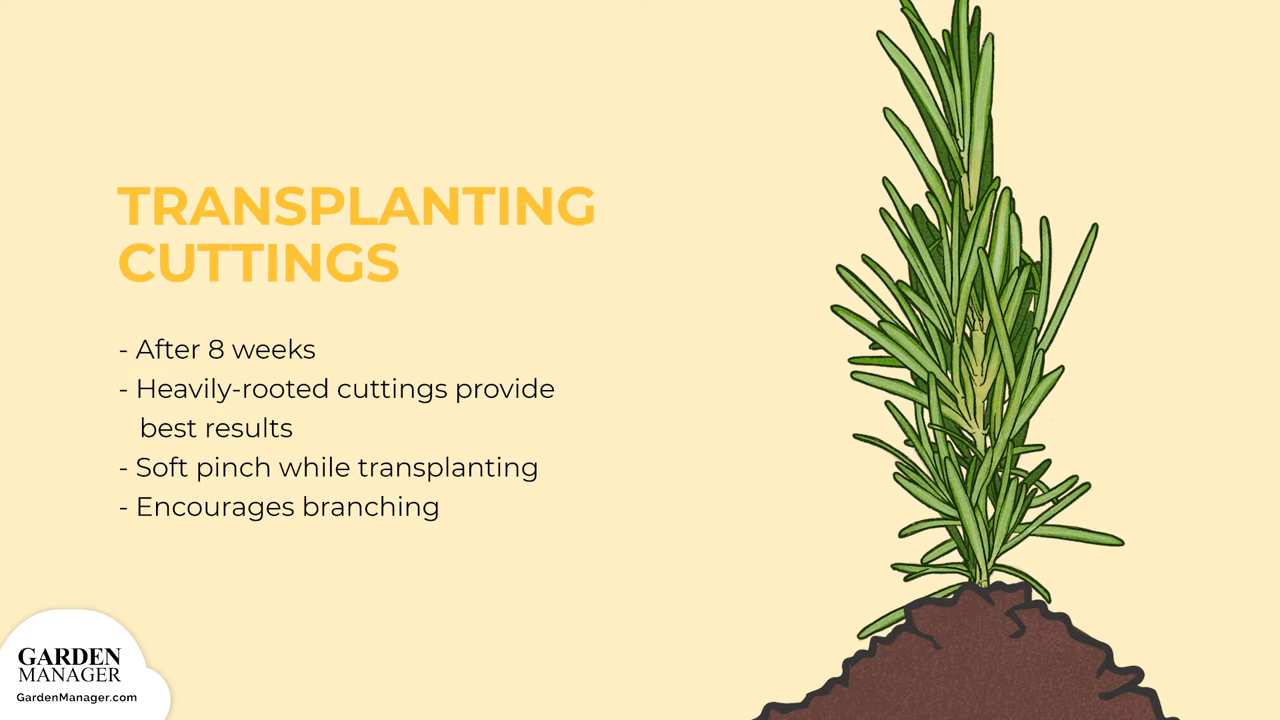 TRANSPLANTING
CUTTINGS
- After 8 weeks
- Heavily-rooted cuttings provide
best results
- Soft pinch while transplanting
- Encourages branching
GARDEN
MANAGER
GardenManager.com